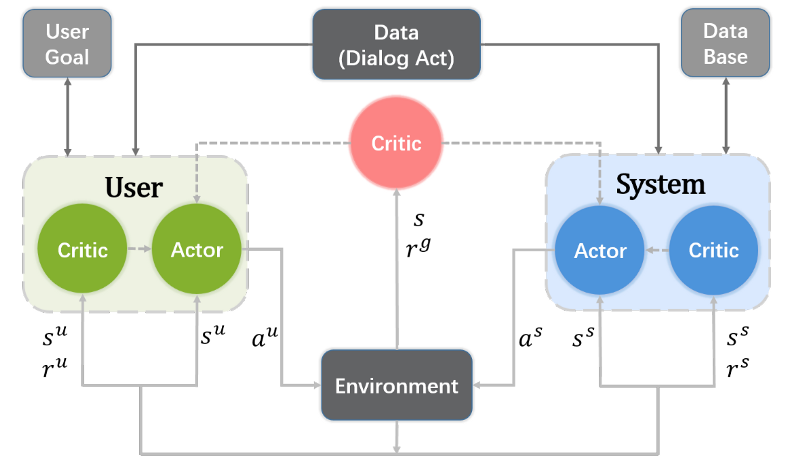 User
Goal
Data
(Dialog Act)
Data
Base
Critic
User
System
Critic
Actor
Actor
Critic
s
r^g
s^u
r^u
s^u
a^u
a^s
s^s
s^s
r^s
Environment